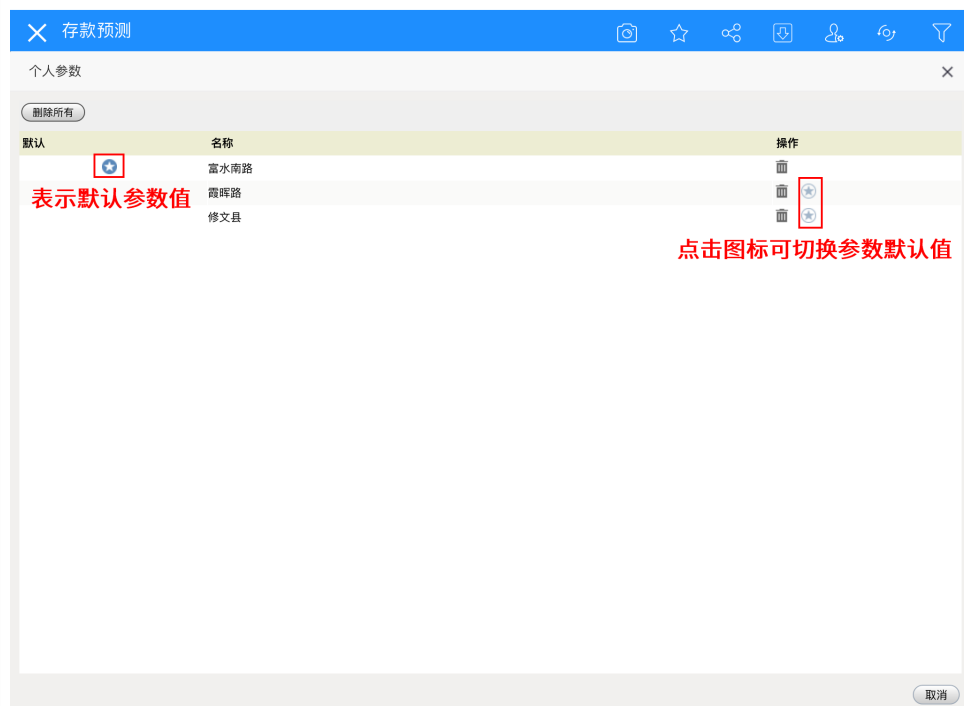 存款预测
个人参数
删除所有
默认 名称 操作
富水南路
表示默认参数值 霞晖路
修文县
点击图标可切换参数默认值
取消